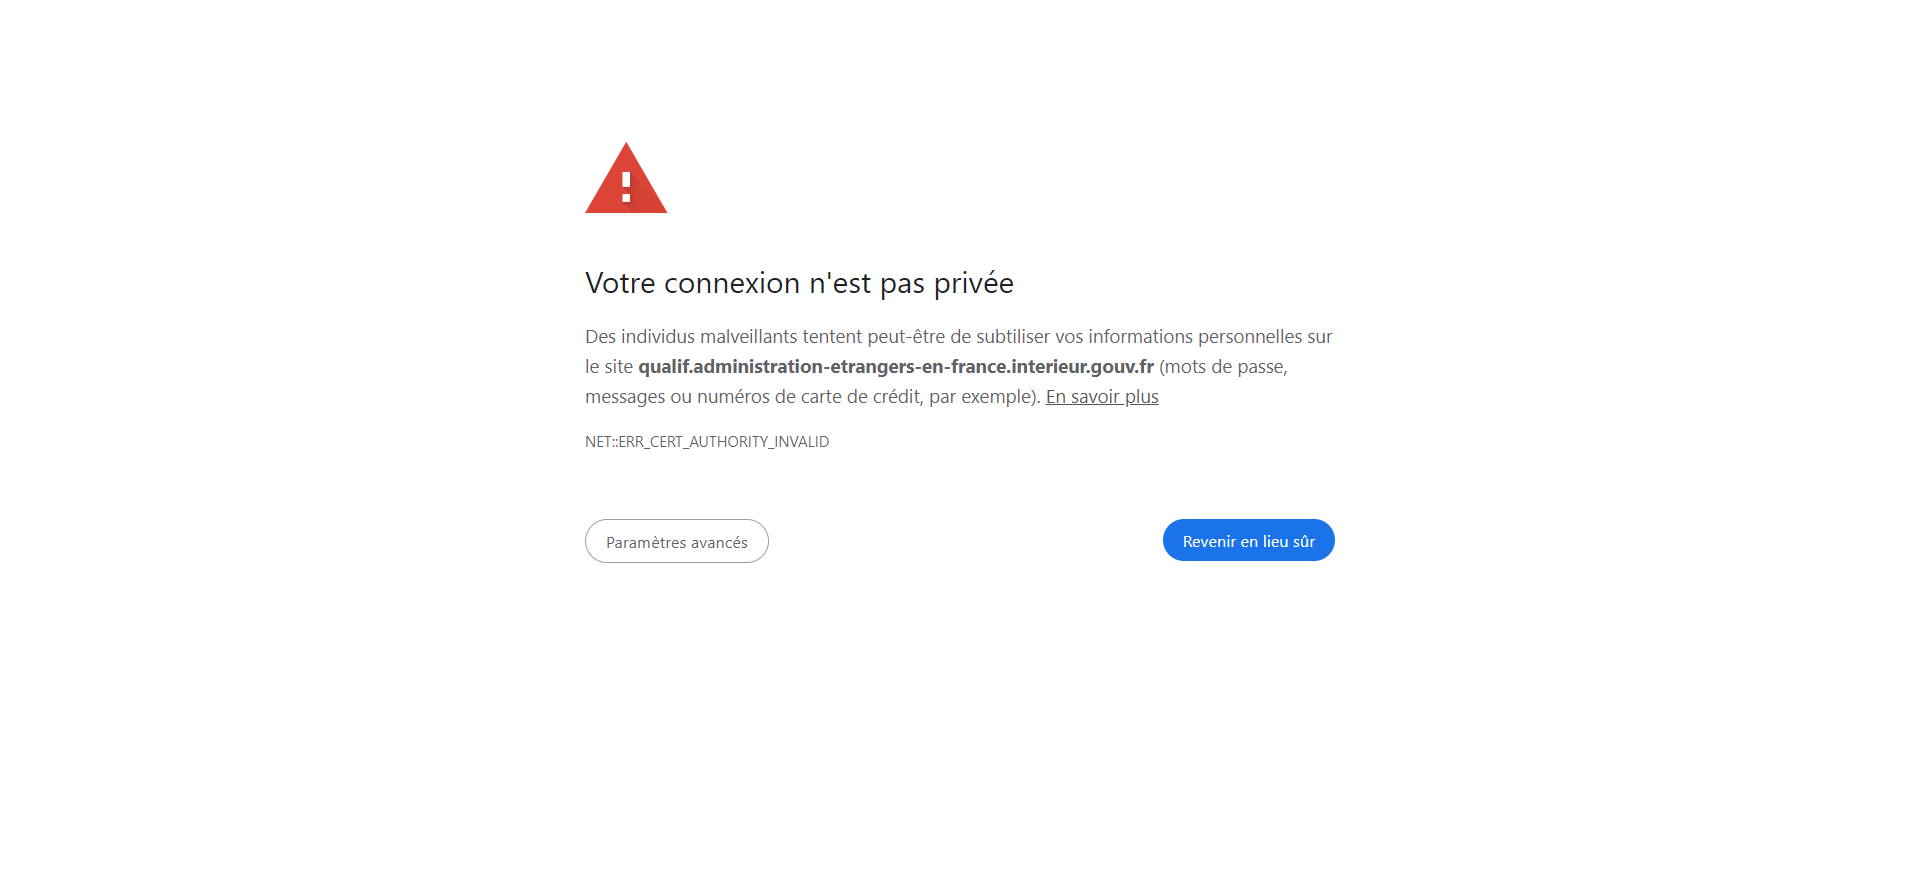 Votre connexion n'est pas privée
Des individus malveillants tentent peut-être de subtiliser vos informations personnelles sur
le site qualif.administration-etrangers-en-france.interieur.gouv.fr (mots de passe,
messages ou numéros de carte de crédit, par exemple). En savoir plus
NET::ERR_CERT_AUTHORITY_INVALID
Paramètres avancés
Revenir en lieu sûr